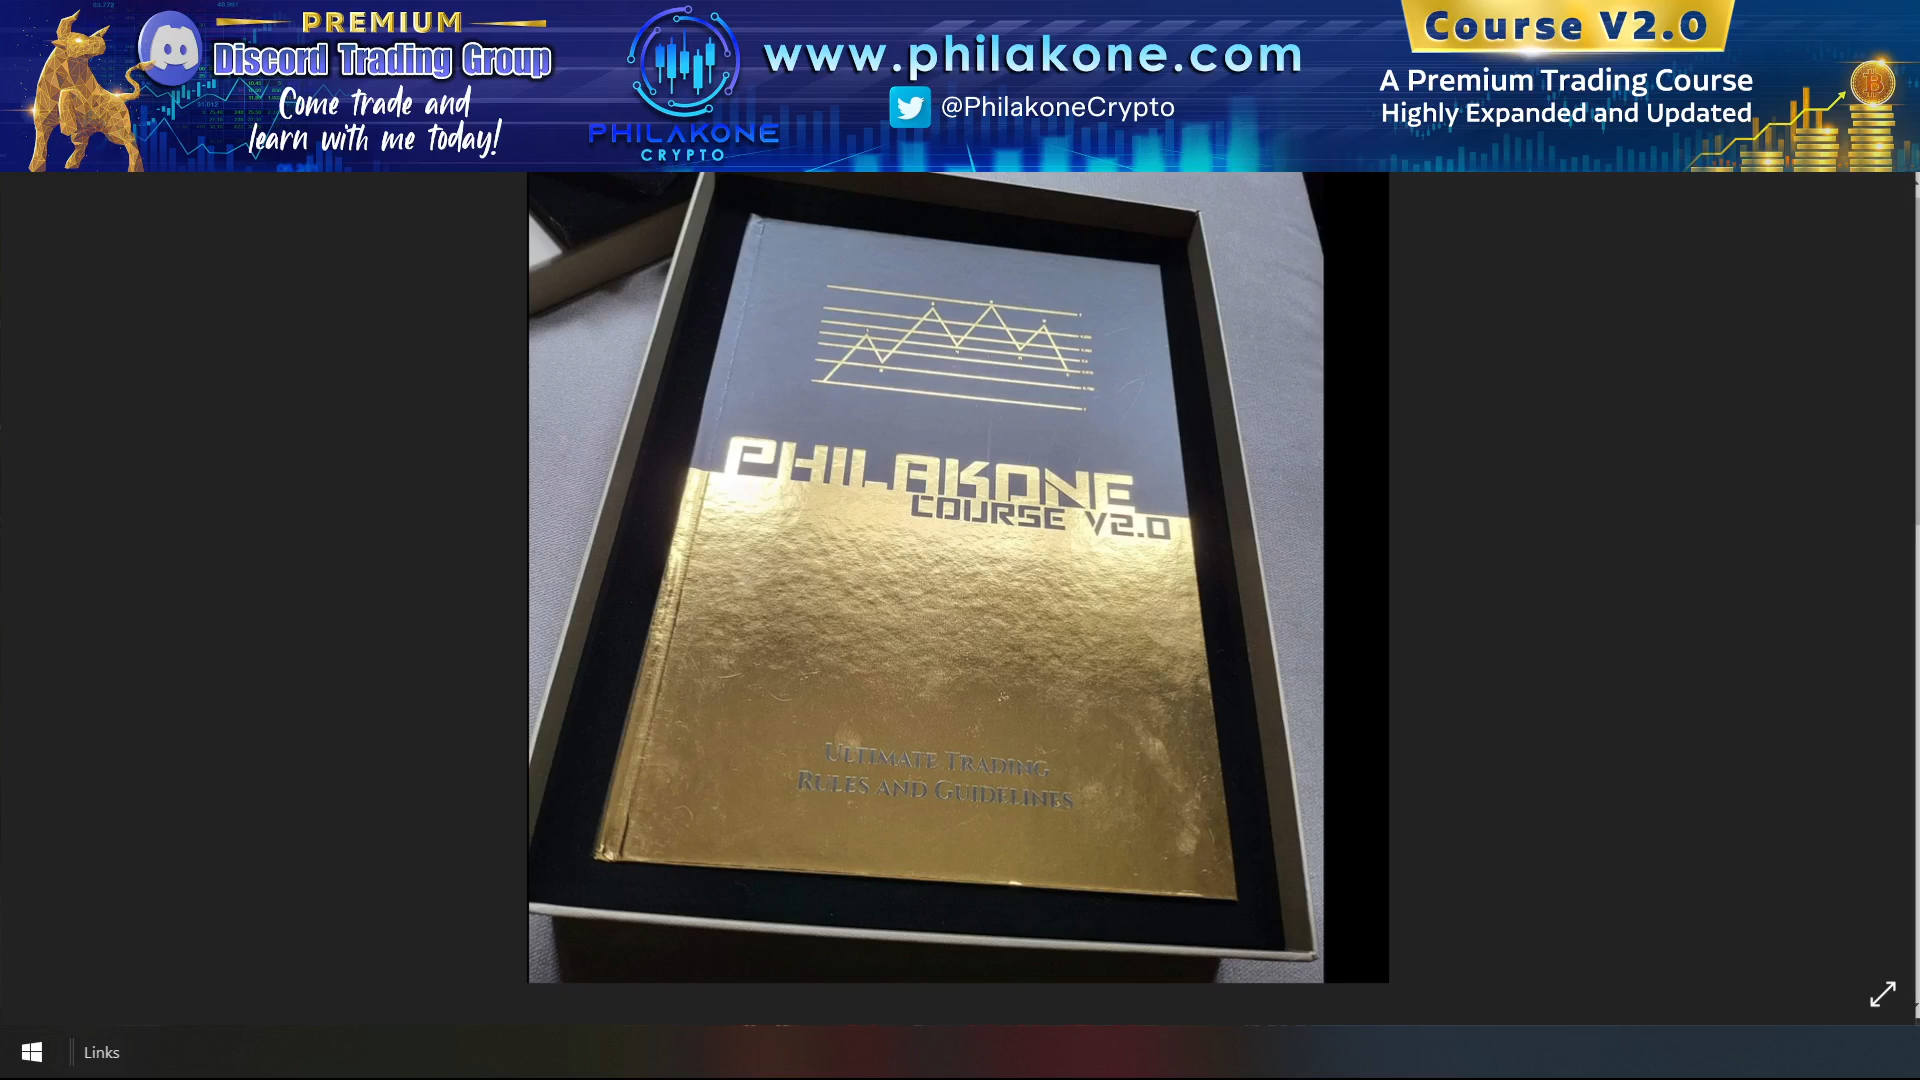 PREMIUM
Discord Trading Group
Come trade and
learn with me today!
PHILAKONE
CRYPTO
www.philakone.com
@PhilakoneCrypto
Course V2.0
A Premium Trading Course
Highly Expanded and Updated
PHILAKONE
COURSE V2.0
ULTIMATE TRADING
RULES AND GUIDELINES
Links